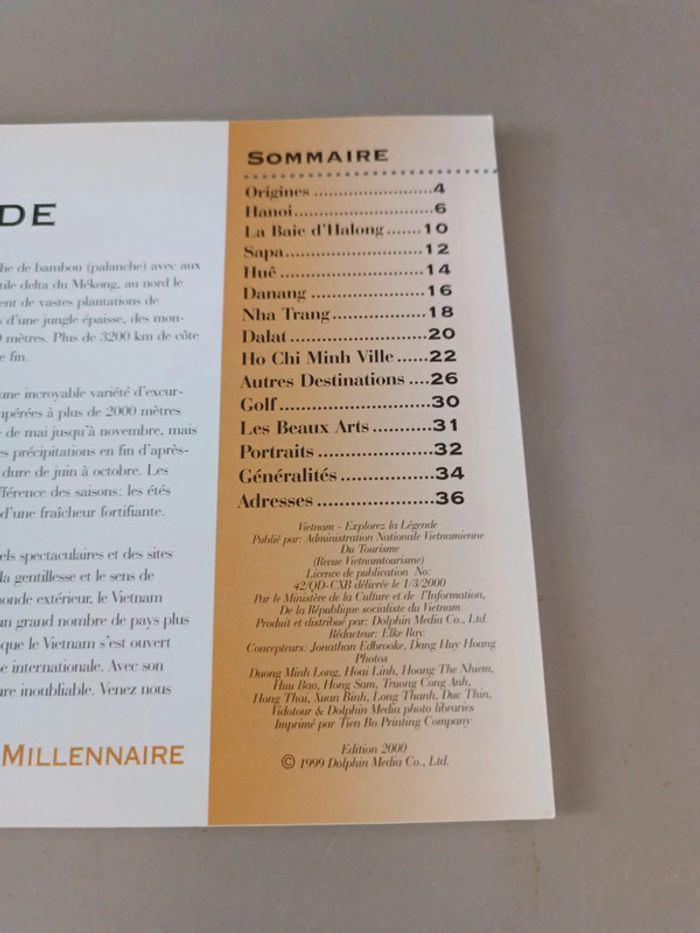 DE
he de bambou (palanche) avec aux
tile delta du Mékong, au nord le
ent de vastes plantations de
s d'une jungle épaisse, des mon-
0 mètres. Plus de 3200 km de côte
e fin.
une incroyable variété d'excur-
mpérées à plus de 2000 mètres
e de mai jusqu'à novembre, mais
es précipitations en fin d'après-
dure de juin à octobre. Les
fférence des saisons: les étés
d'une fraîcheur fortifiante.
els spectaculaires et des sites
la gentillesse et le sens de
onde extérieur, le Vietnam
un grand nombre de pays plus
que le Vietnam s'est ouvert
e internationale. Avec son
ure inoubliable. Venez nous
MILLENNAIRE
SOMMAIRE
Origines .......................4
Hanoi...........................6
La Baie d'Halong.......10
Sapa...........................12
Huê ............................14
Danang ......................16
Nha Trang..................18
Dalat ..........................20
Ho Chi Minh Ville ......22
Autres Destinations ....26
Golf ............................30
Les Beaux Arts ...........31
Portraits .....................32
Généralités .................34
Adresses .....................36
Vietnam - Explorez la Légende
Publié par: Administration Nationale Vietnamienne
Du Tourisme
(Revue Vietnamtourisme)
Licence de publication No:
42/QD-CXB délicrée le 1/3/2000
Par le Ministère de la Culture et de l'Information,
De la République socialiste du Vietnam
Produit et distribué par: Dolphin Media Co., Ltd.
Rédacteur: Elke Ray.
Concepteurs: Jonathan Edbrooke, Dang Huy Hoang
Photos
Duong Minh Long, Hoai Linh, Hoang The Nhiem,
Huu Bao, Hong Sam, Truong Cong Anh,
Hong Thai, Xuan Binh, Long Thanh, Duc Thin,
Vidotour & Dolphin Media photo libraries
Imprimé par Tien Bo Printing Company
Edition 2000
© 1999 Dolphin Media Co., Ltd.